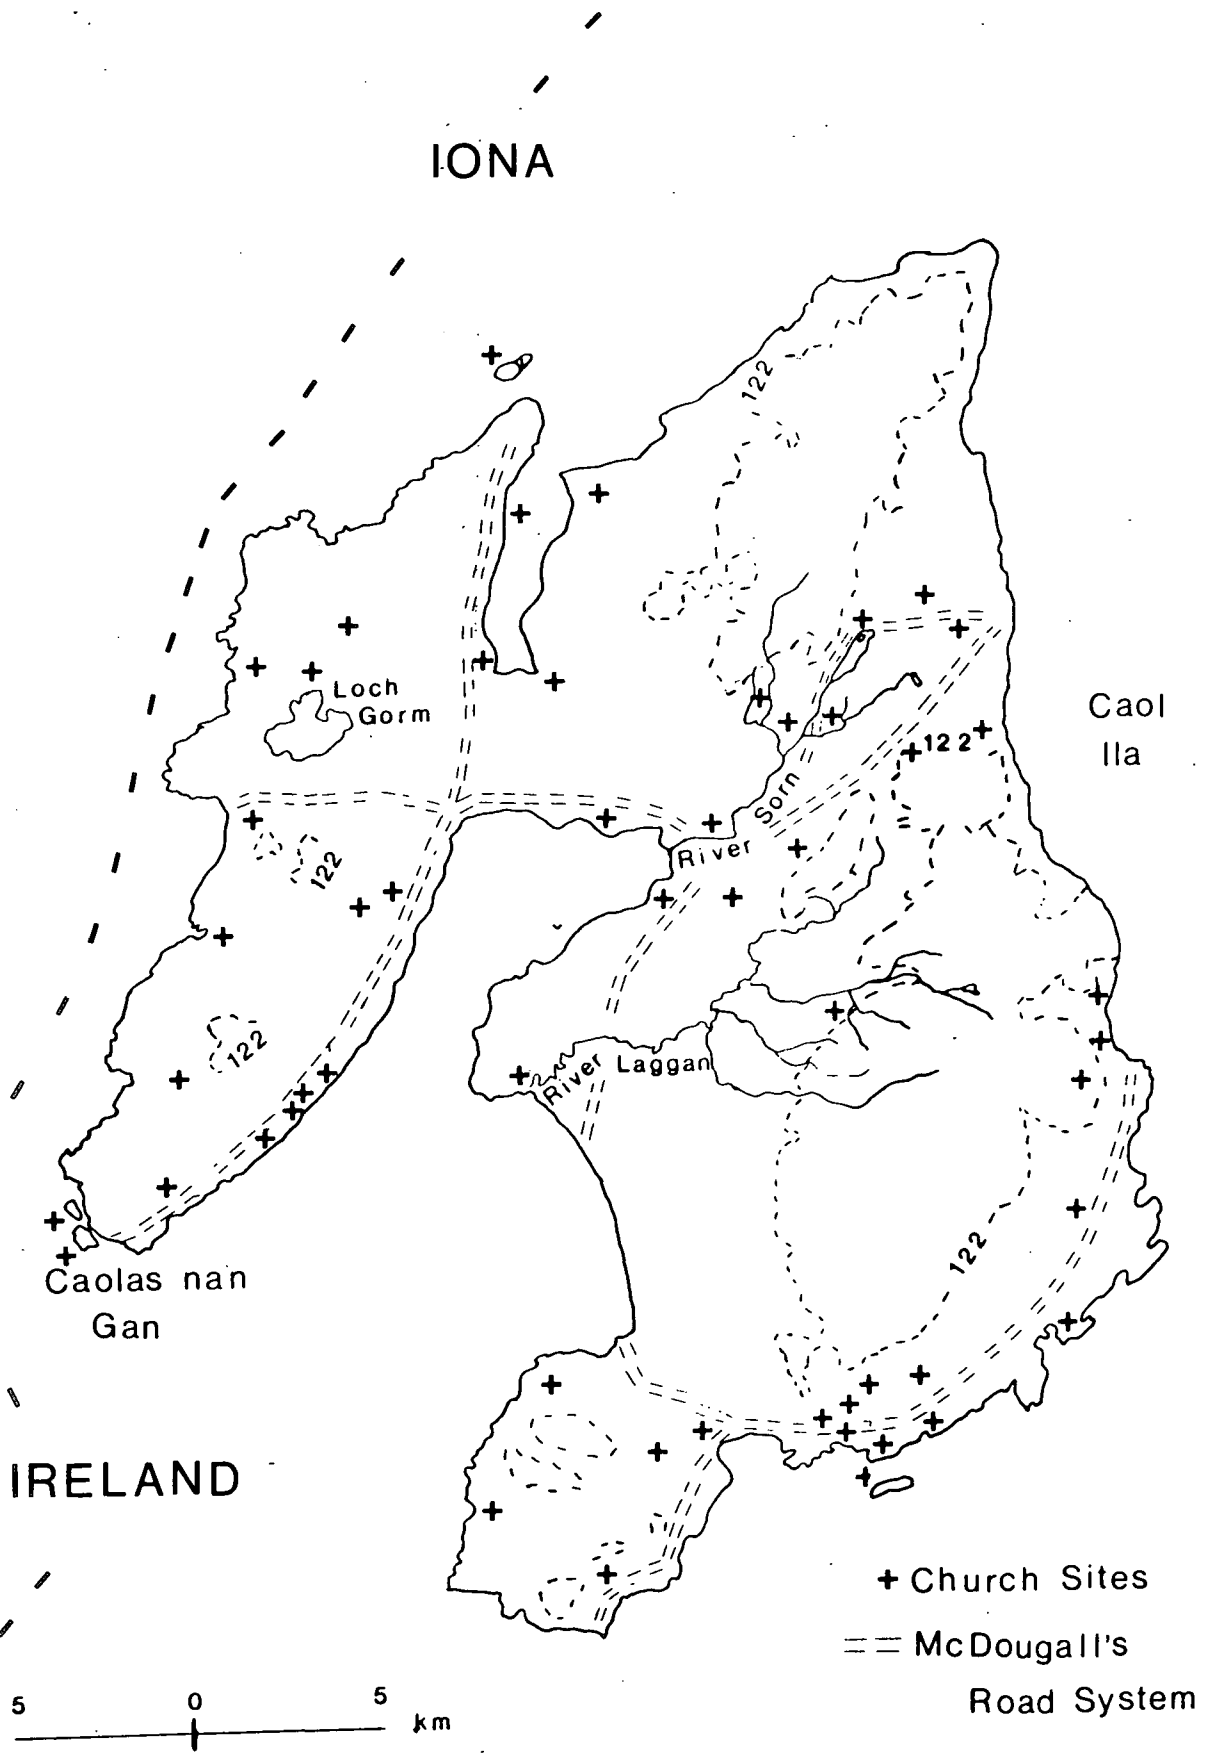 IONA
122
Loch
Gorm
Caol
Ila
122
Sorn
River
122
122
River Laggan
122
Caolas nan
Gan
IRELAND
Church Sites
McDougall's
Road System
5 0 5
km